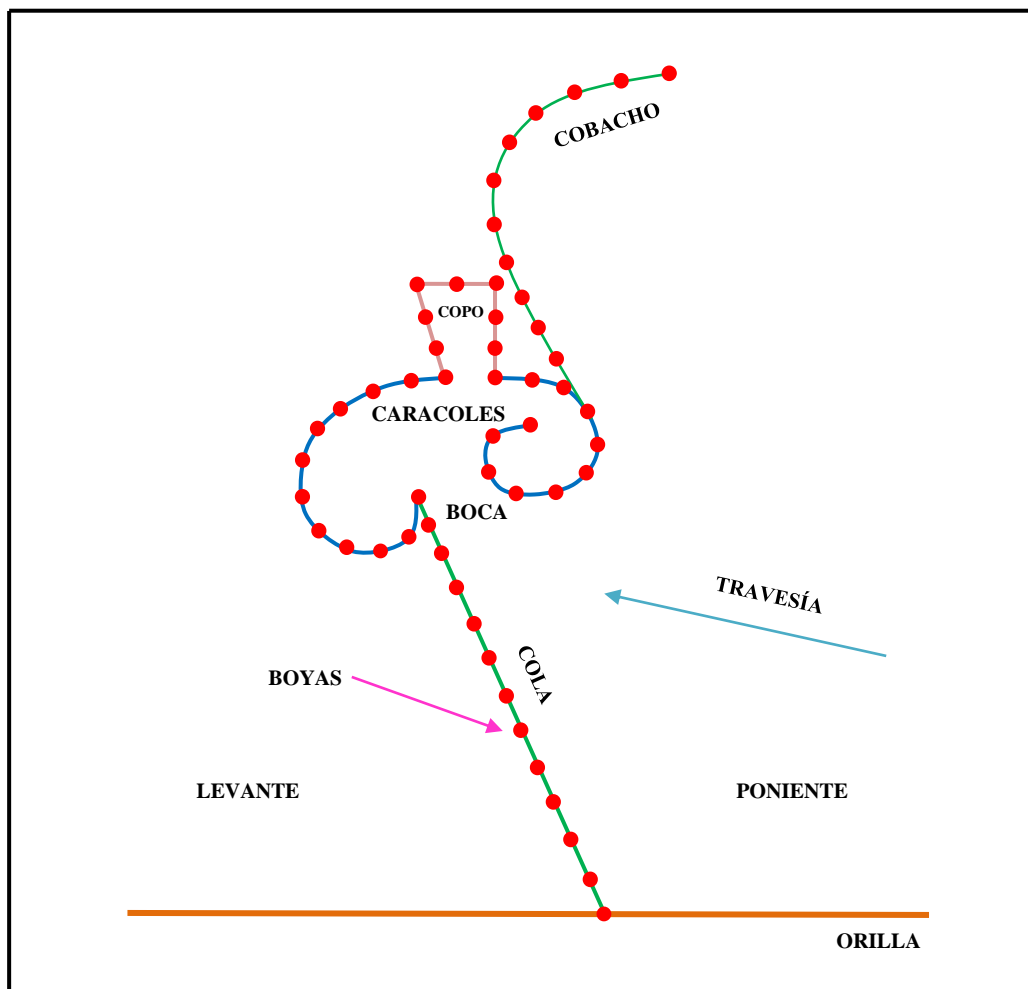 COBACHO
COPO
CARACOLES
BOCA
TRAVESÍA
COLA
BOYAS
LEVANTE
PONIENTE
ORILLA